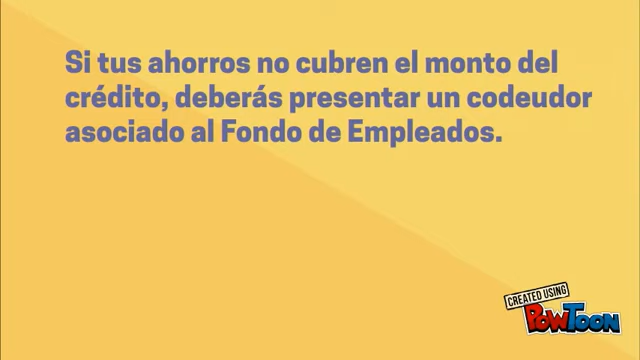 Si tus ahorros no cubren el monto del
crédito, deberás presentar un codeudor
asociado al Fondo de Empleados.
CREATED USING
POWTOON